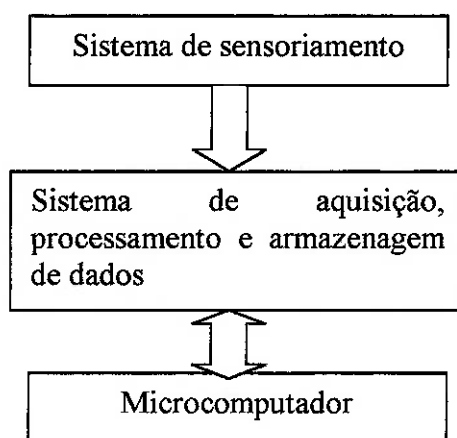 Sistema de sensoriamento
Sistema de aquisição,
processamento e armazenagem
de dados
Microcomputador